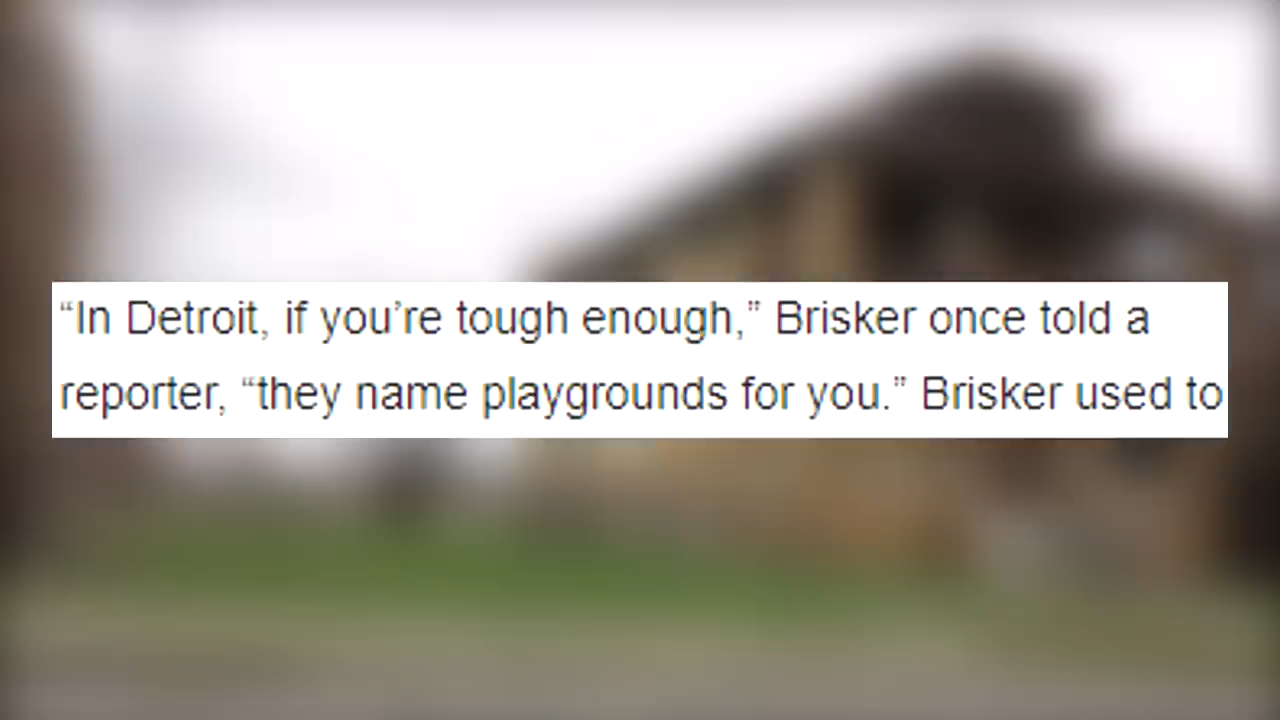 “In Detroit, if you’re tough enough,” Brisker once told a
reporter, “they name playgrounds for you.” Brisker used to